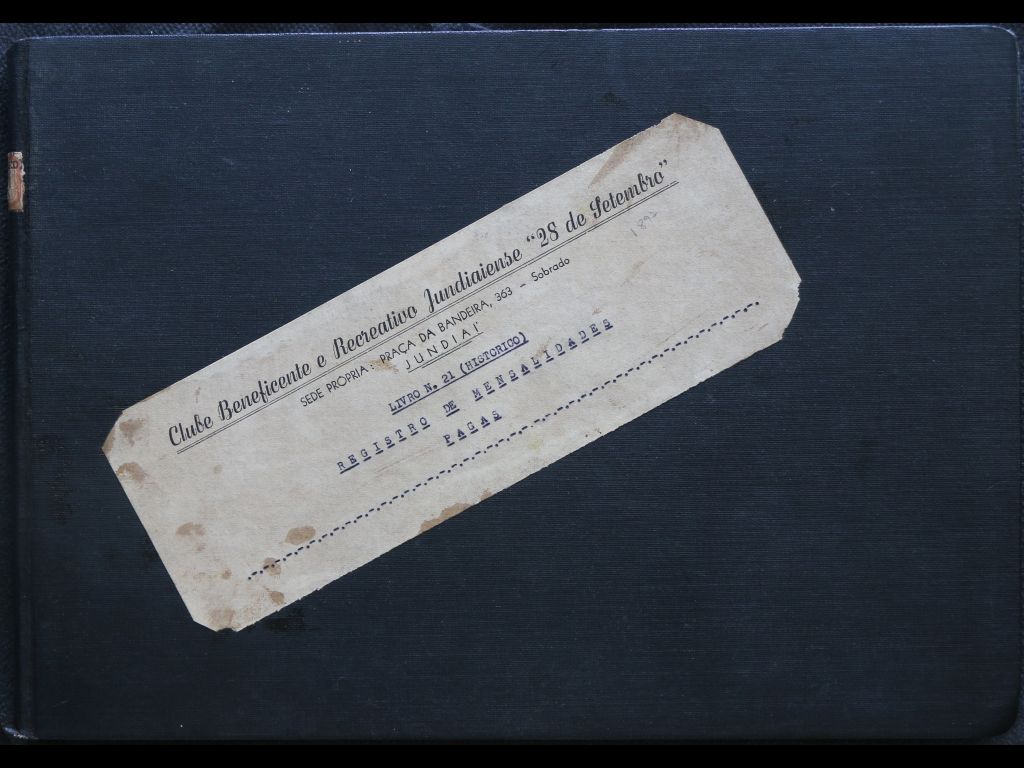 Clube Beneficente e Recreativo Jundiaiense "28 de Setembro"
SEDE PROPRIA: PRAÇA DA BANDEIRA, 363 - Sobrado
JUNDIAI
LIVRO N. 21 (HISTORICO)
REGISTRO DE MENSALIDADES
PAGAS